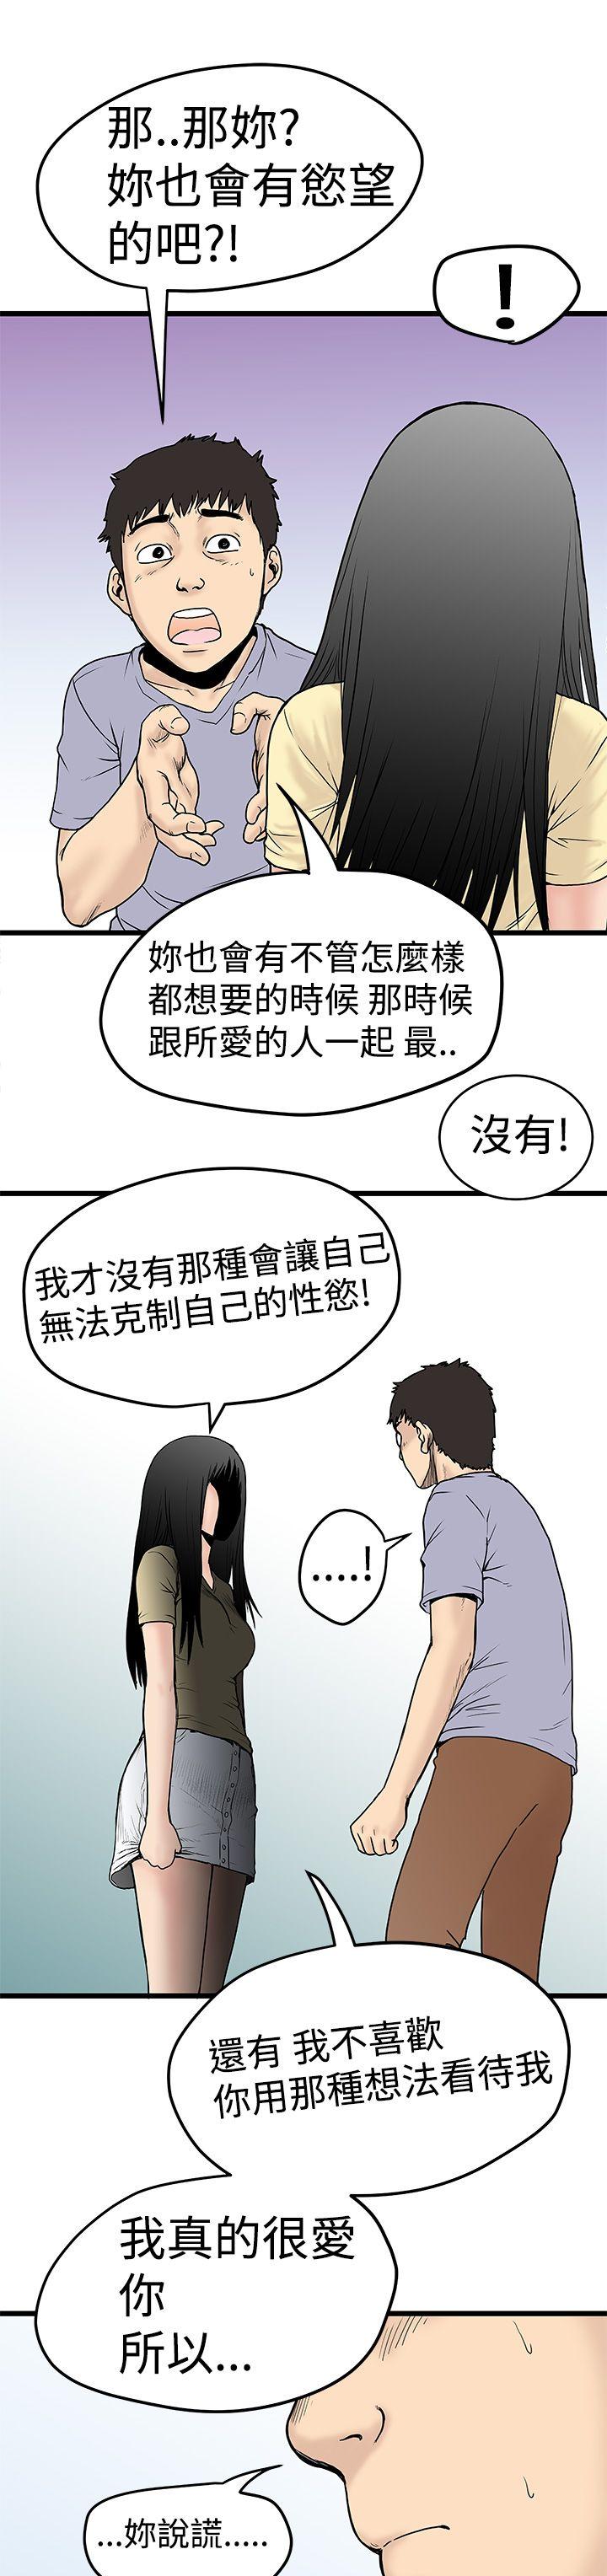 那..那妳?
妳也會有慾望
的吧?!
!
妳也會有不管怎麼樣
都想要的時候 那時候
跟所愛的人一起 最..
沒有!
我才沒有那種會讓自己
無法克制自己的性慾!
....!
還有 我不喜歡
你用那種想法看待我
我真的很愛
你
所以...
...妳說謊.....